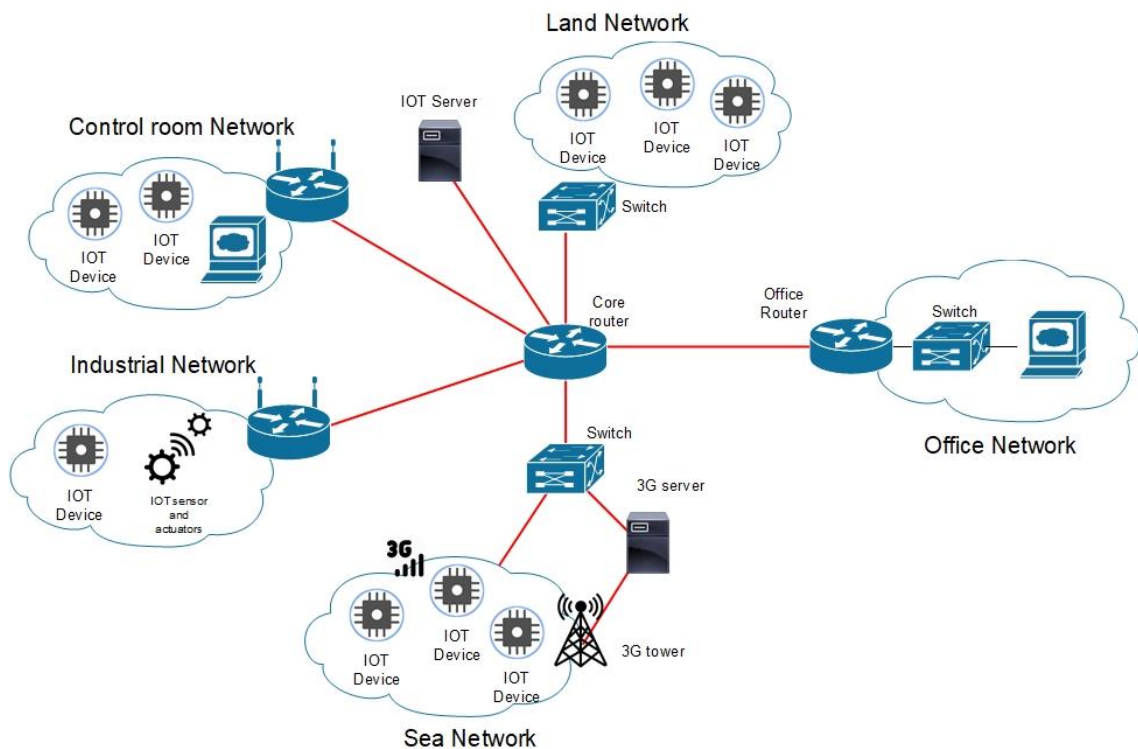 Land Network
IOT Server
IOT
Device
IOT
Device
IOT
Device
Control room Network
IOT
Device
IOT
Device
Switch
Core
router
Office
Router
Switch
Office Network
Industrial Network
IOT
Device
IOT sensor
and
actuators
Switch
3G server
3G
IOT
Device
IOT
Device
IOT
Device
3G tower
Sea Network